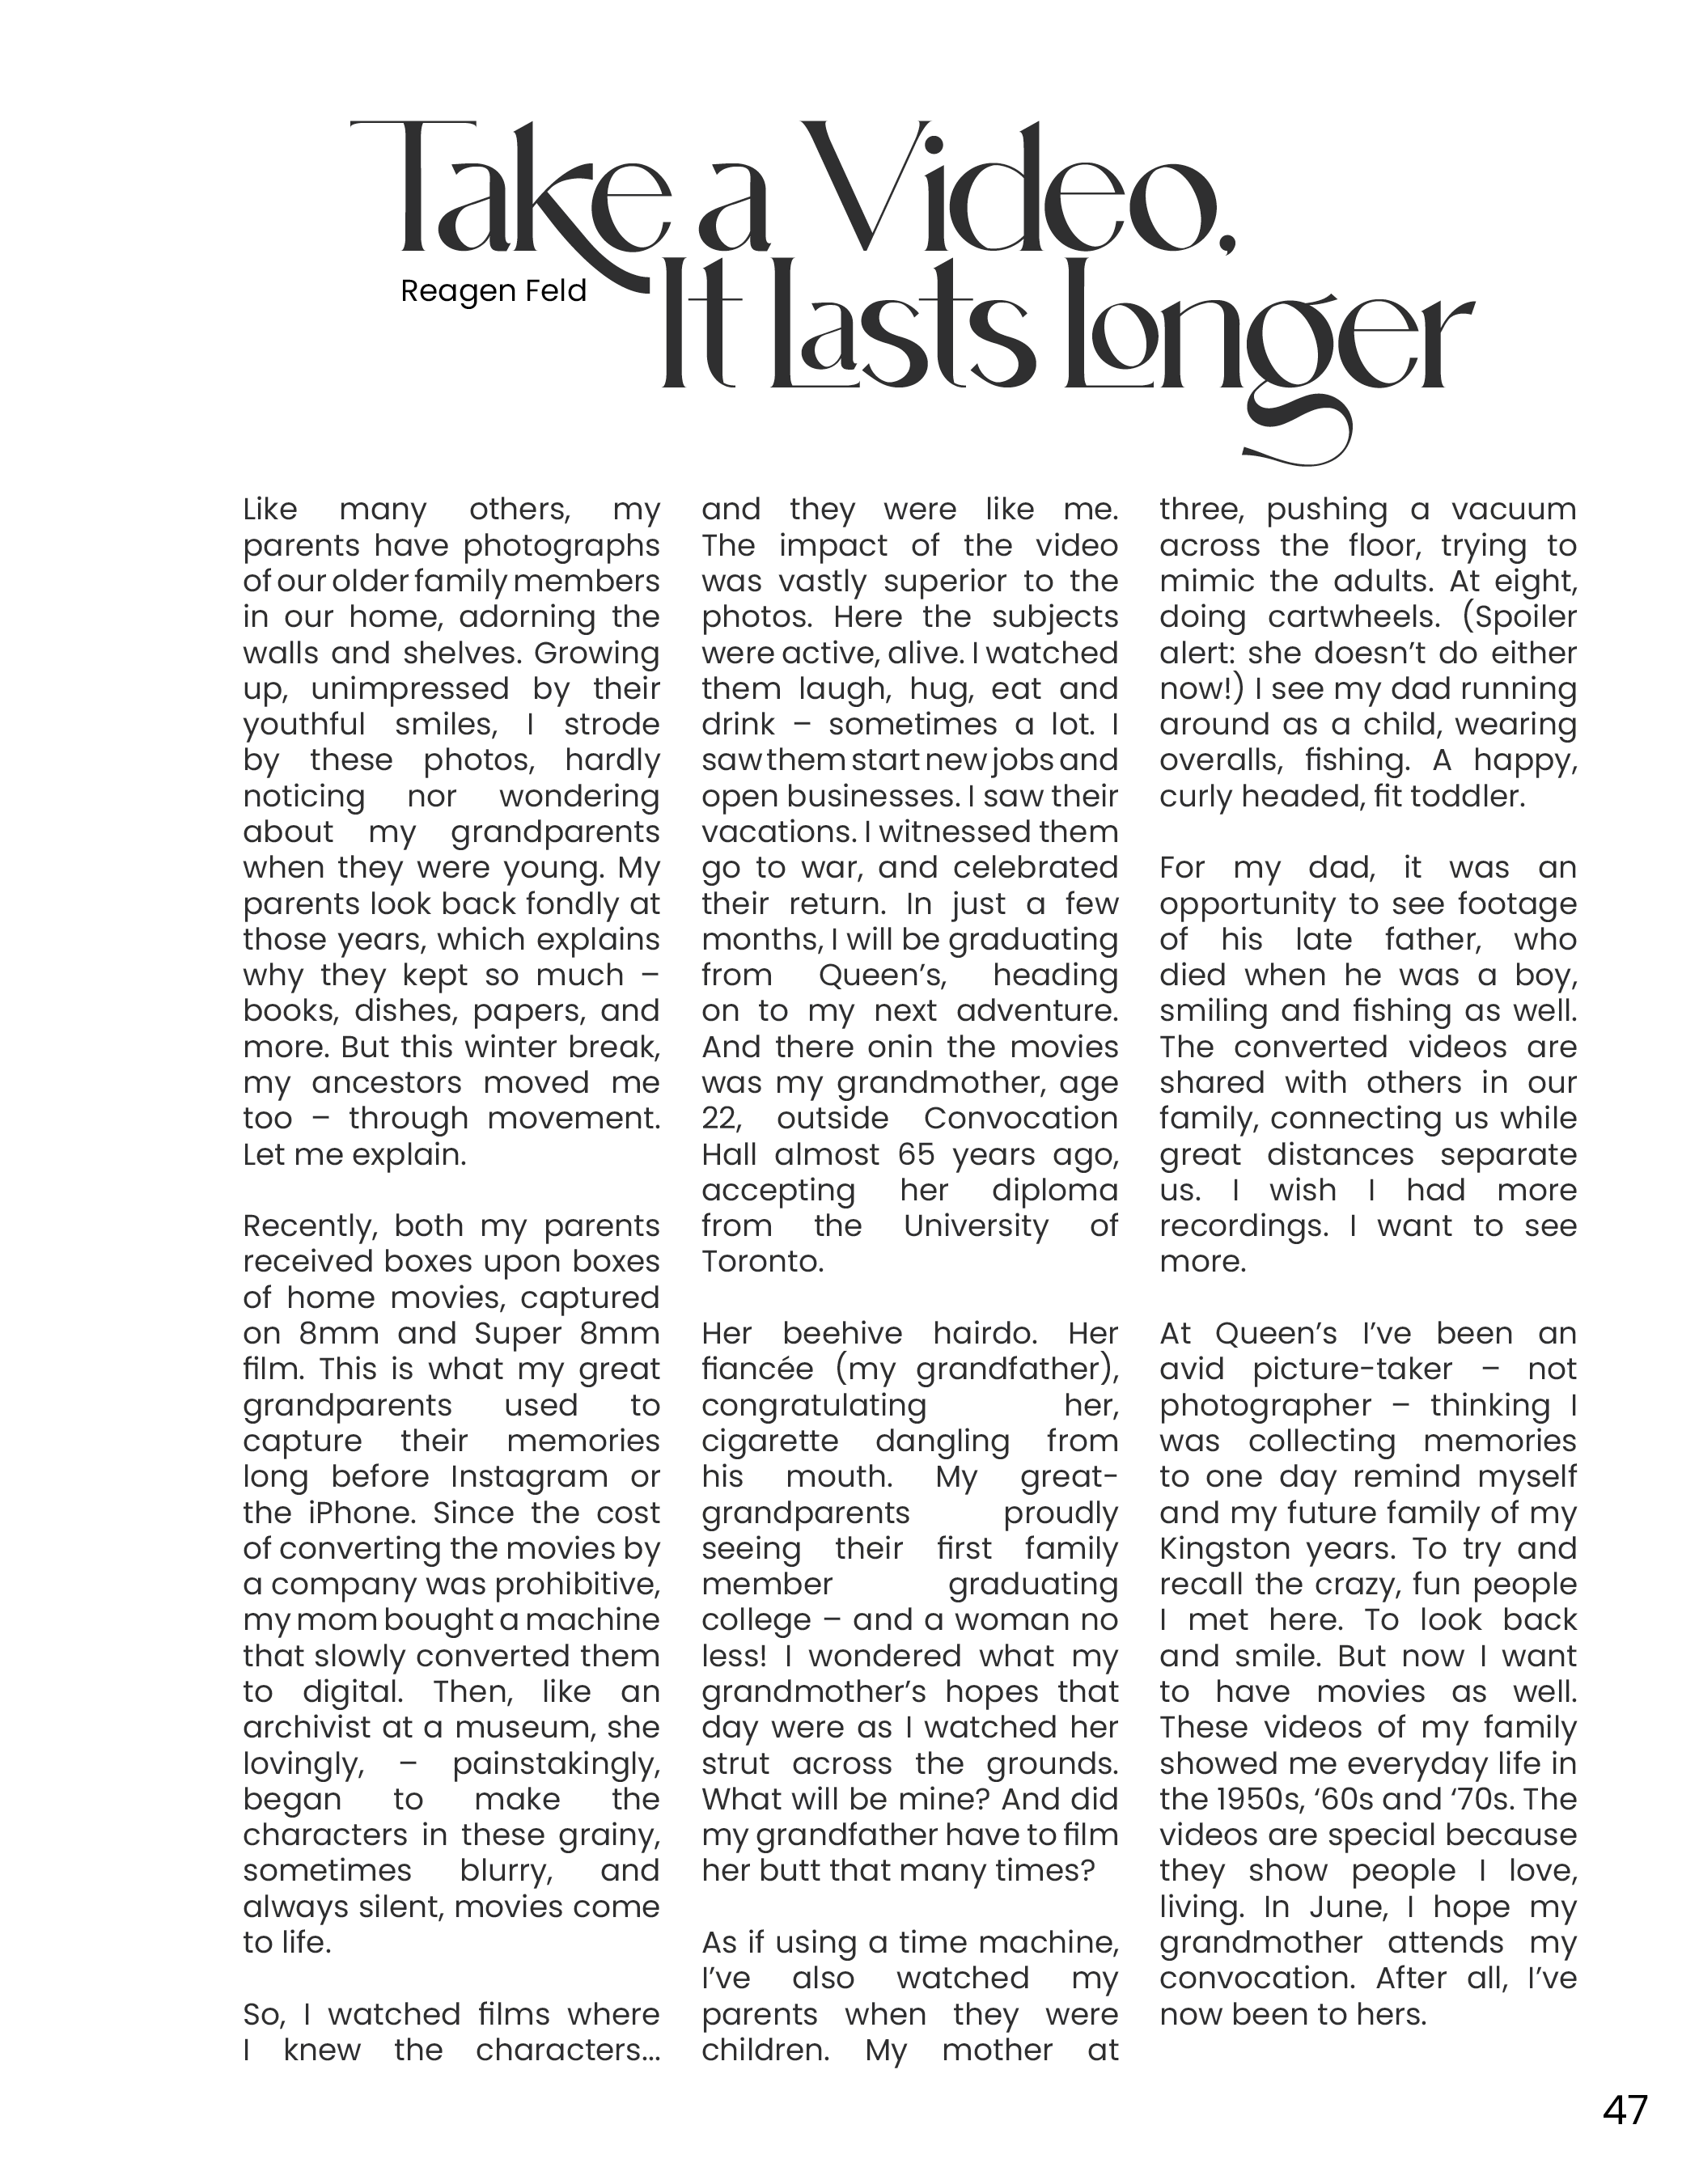 Take a Video,
Reagen Feld
It Lasts Longer
Like many others, my
parents have photographs
of our older family members
in our home, adorning the
walls and shelves. Growing
up, unimpressed by their
youthful smiles, I strode
by these photos, hardly
noticing nor wondering
about my grandparents
when they were young. My
parents look back fondly at
those years, which explains
why they kept so much –
books, dishes, papers, and
more. But this winter break,
my ancestors moved me
too – through movement.
Let me explain.
Recently, both my parents
received boxes upon boxes
of home movies, captured
on 8mm and Super 8mm
film. This is what my great
grandparents used to
capture their memories
long before Instagram or
the iPhone. Since the cost
of converting the movies by
a company was prohibitive,
my mom bought a machine
that slowly converted them
to digital. Then, like an
archivist at a museum, she
lovingly, – painstakingly,
began to make the
characters in these grainy,
sometimes blurry, and
always silent, movies come
to life.
So, I watched films where
I knew the characters...
and they were like me.
The impact of the video
was vastly superior to the
photos. Here the subjects
were active, alive. I watched
them laugh, hug, eat and
drink – sometimes a lot. I
saw them start new jobs and
open businesses. I saw their
vacations. I witnessed them
go to war, and celebrated
their return. In just a few
months, I will be graduating
from Queen’s, heading
on to my next adventure.
And there onin the movies
was my grandmother, age
22, outside Convocation
Hall almost 65 years ago,
accepting her diploma
from the University of
Toronto.
Her beehive hairdo. Her
fiancée (my grandfather),
congratulating her,
cigarette dangling from
his mouth. My great-
grandparents proudly
seeing their first family
member graduating
college – and a woman no
less! I wondered what my
grandmother’s hopes that
day were as I watched her
strut across the grounds.
What will be mine? And did
my grandfather have to film
her butt that many times?
As if using a time machine,
I’ve also watched my
parents when they were
children. My mother at
three, pushing a vacuum
across the floor, trying to
mimic the adults. At eight,
doing cartwheels. (Spoiler
alert: she doesn’t do either
now!) I see my dad running
around as a child, wearing
overalls, fishing. A happy,
curly headed, fit toddler.
For my dad, it was an
opportunity to see footage
of his late father, who
died when he was a boy,
smiling and fishing as well.
The converted videos are
shared with others in our
family, connecting us while
great distances separate
us. I wish I had more
recordings. I want to see
more.
At Queen’s I’ve been an
avid picture-taker – not
photographer – thinking I
was collecting memories
to one day remind myself
and my future family of my
Kingston years. To try and
recall the crazy, fun people
I met here. To look back
and smile. But now I want
to have movies as well.
These videos of my family
showed me everyday life in
the 1950s, ‘60s and ‘70s. The
videos are special because
they show people I love,
living. In June, I hope my
grandmother attends my
convocation. After all, I’ve
now been to hers.
47